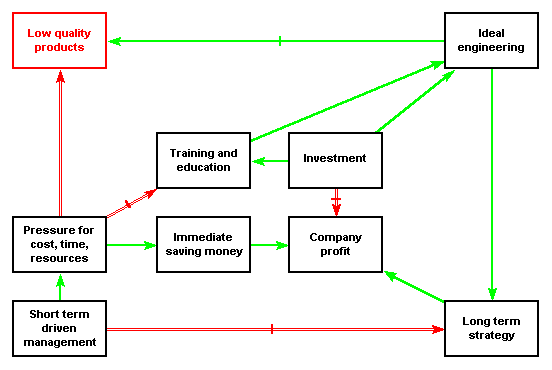 Low quality
products
Ideal
engineering
Training and
education
Investment
Pressure for
cost, time,
resources
Immediate
saving money
Company
profit
Short term
driven
management
Long term
strategy